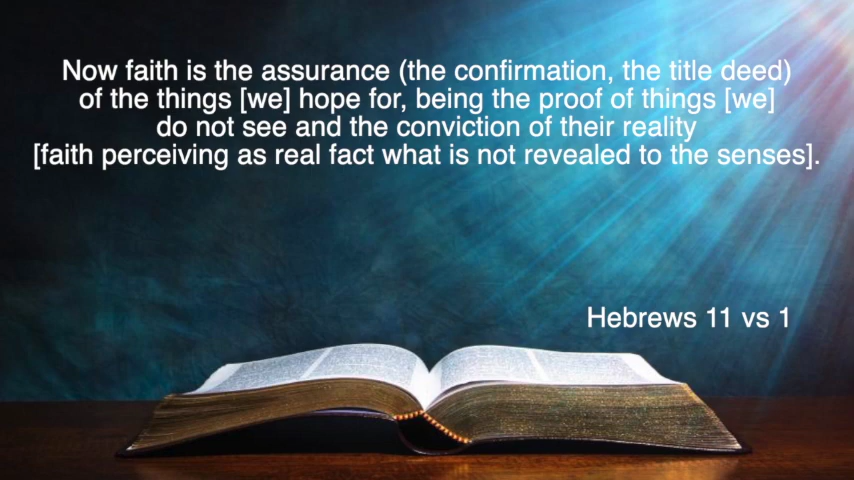 Now faith is the assurance (the confirmation, the title deed)
of the things [we] hope for, being the proof of things [we]
do not see and the conviction of their reality
[faith perceiving as real fact what is not revealed to the senses].
Hebrews 11 vs 1